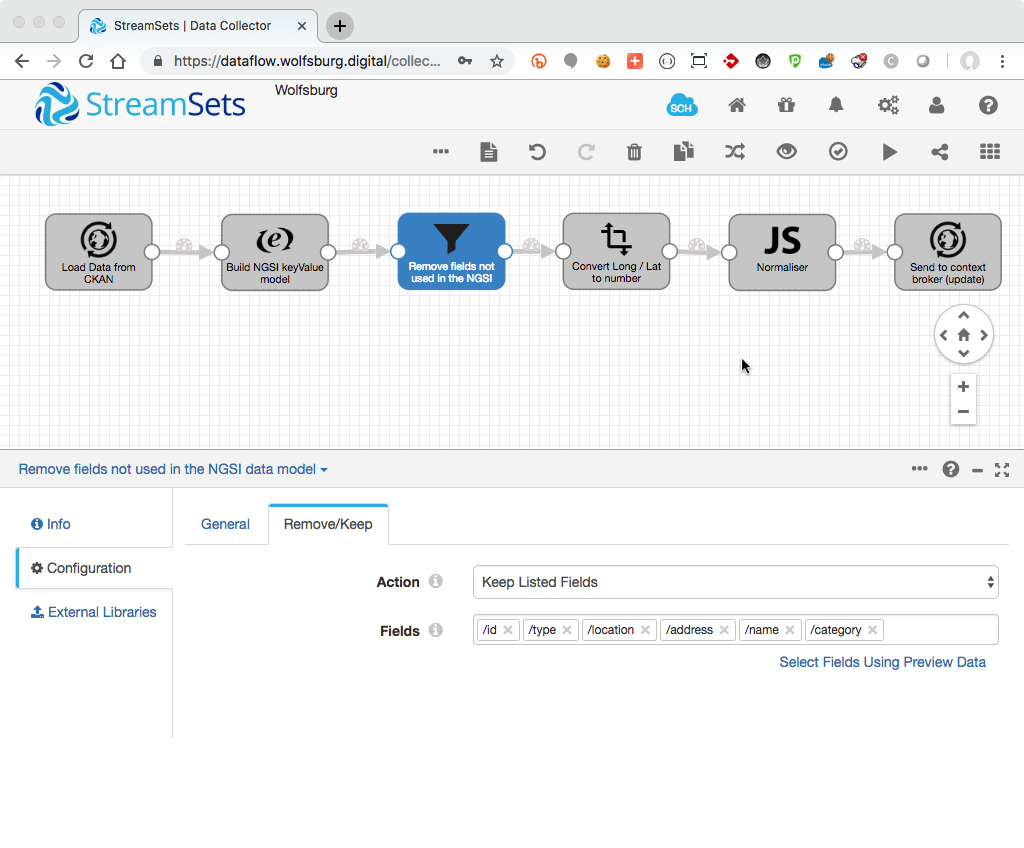 StreamSets | Data Collector
https://dataflow.wolfsburg.digital/collec...
StreamSets
Wolfsburg
SCH
Load Data from
CKAN
Build NGSI keyValue
model
Remove fields not
used in the NGSI
Convert Long / Lat
to number
JS
Normaliser
Send to context
broker (update)
Remove fields not used in the NGSI data model
Info
Configuration
External Libraries
General
Remove/Keep
Action
Keep Listed Fields
Fields
/id /type /location /address /name /category
Select Fields Using Preview Data